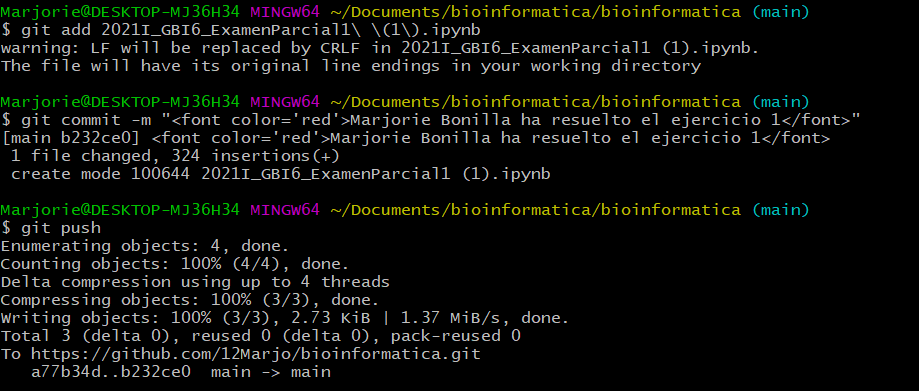 Marjorie@DESKTOP-MJ36H34 MINGW64 ~/Documents/bioinformatica/bioinformatica (main)
$ git add 2021I_GBI6_ExamenParcial1\ \(1\).ipynb
warning: LF will be replaced by CRLF in 2021I_GBI6_ExamenParcial1 (1).ipynb.
The file will have its original line endings in your working directory
Marjorie@DESKTOP-MJ36H34 MINGW64 ~/Documents/bioinformatica/bioinformatica (main)
$ git commit -m "<font color='red'>Marjorie Bonilla ha resuelto el ejercicio 1</font>"
[main b232ce0] <font color='red'>Marjorie Bonilla ha resuelto el ejercicio 1</font>
 1 file changed, 324 insertions(+)
 create mode 100644 2021I_GBI6_ExamenParcial1 (1).ipynb
Marjorie@DESKTOP-MJ36H34 MINGW64 ~/Documents/bioinformatica/bioinformatica (main)
$ git push
Enumerating objects: 4, done.
Counting objects: 100% (4/4), done.
Delta compression using up to 4 threads
Compressing objects: 100% (3/3), done.
Writing objects: 100% (3/3), 2.73 KiB | 1.37 MiB/s, done.
Total 3 (delta 0), reused 0 (delta 0), pack-reused 0
To https://github.com/12Marjo/bioinformatica.git
   a77b34d..b232ce0  main -> main